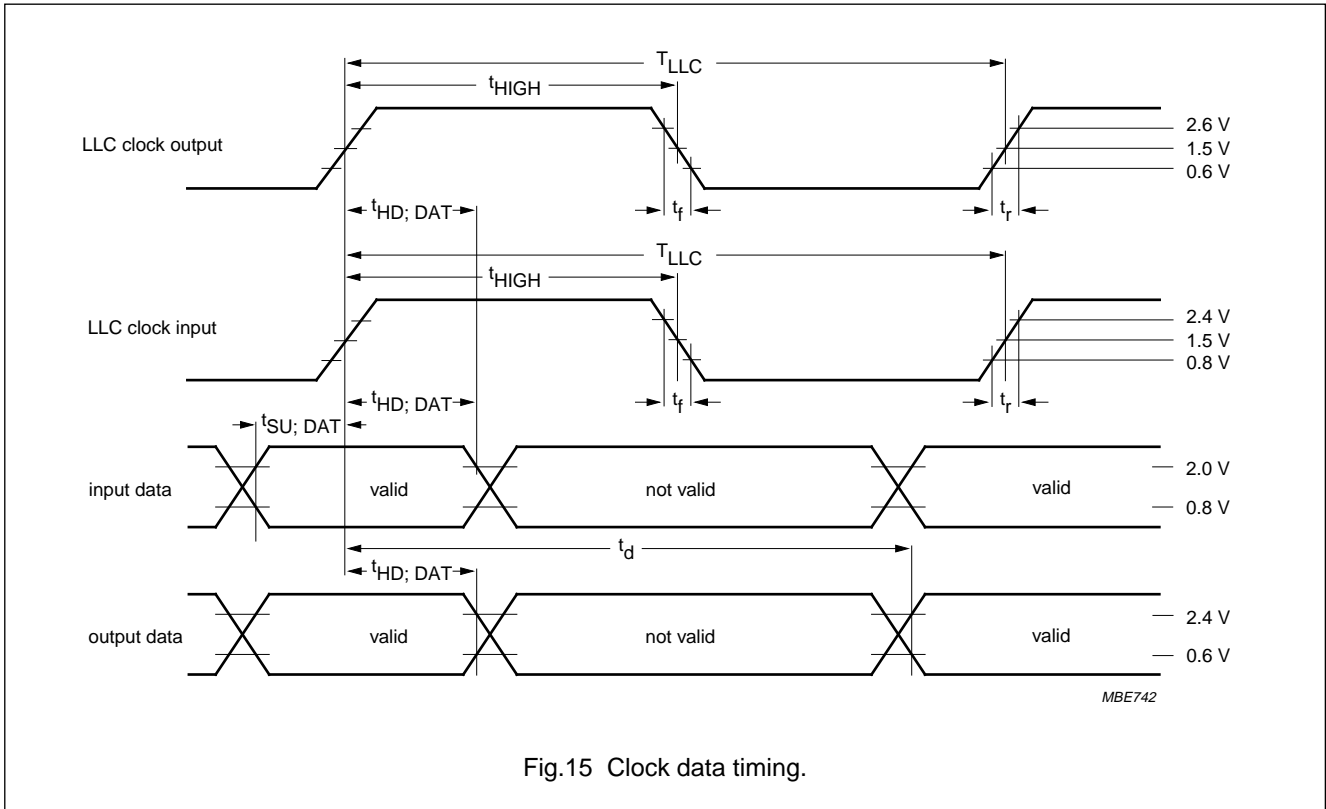 T_LLC
t_HIGH
LLC clock output
2.6 V
1.5 V
0.6 V
t_HD; DAT
t_f
t_r
T_LLC
t_HIGH
LLC clock input
2.4 V
1.5 V
0.8 V
t_HD; DAT
t_f
t_r
t_SU; DAT
input data
valid
not valid
valid
2.0 V
0.8 V
t_d
t_HD; DAT
output data
valid
not valid
valid
2.4 V
0.6 V
MBE742
Fig.15 Clock data timing.